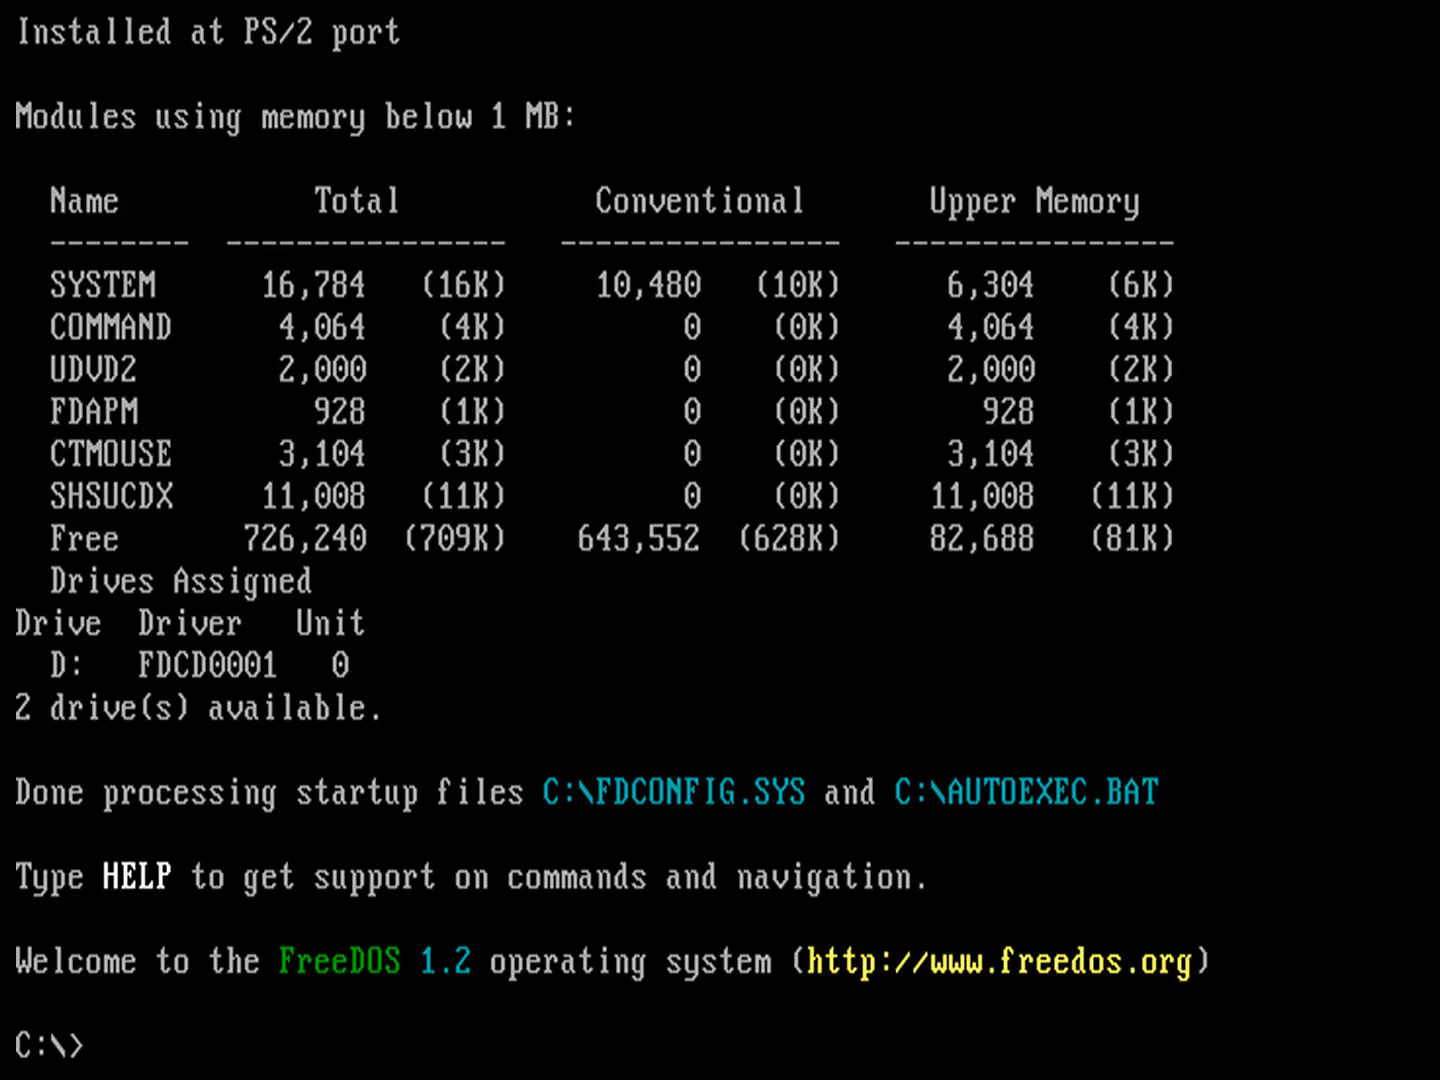 Installed at PS/2 port
Modules using memory below 1 MB:
Name Total Conventional Upper Memory
-------- ---------------- ---------------- ----------------
SYSTEM 16,784 (16K) 10,480 (10K) 6,304 (6K)
COMMAND 4,064 (4K) 0 (0K) 4,064 (4K)
UDVD2 2,000 (2K) 0 (0K) 2,000 (2K)
FDAPM 928 (1K) 0 (0K) 928 (1K)
CTMOUSE 3,104 (3K) 0 (0K) 3,104 (3K)
SHSUCDX 11,008 (11K) 0 (0K) 11,008 (11K)
Free 726,240 (709K) 643,552 (628K) 82,688 (81K)
Drives Assigned
Drive Driver Unit
D: FDCD0001 0
2 drive(s) available.
Done processing startup files C:\FDCONFIG.SYS and C:\AUTOEXEC.BAT
Type HELP to get support on commands and navigation.
Welcome to the FreeDOS 1.2 operating system (http://www.freedos.org)
C:\>